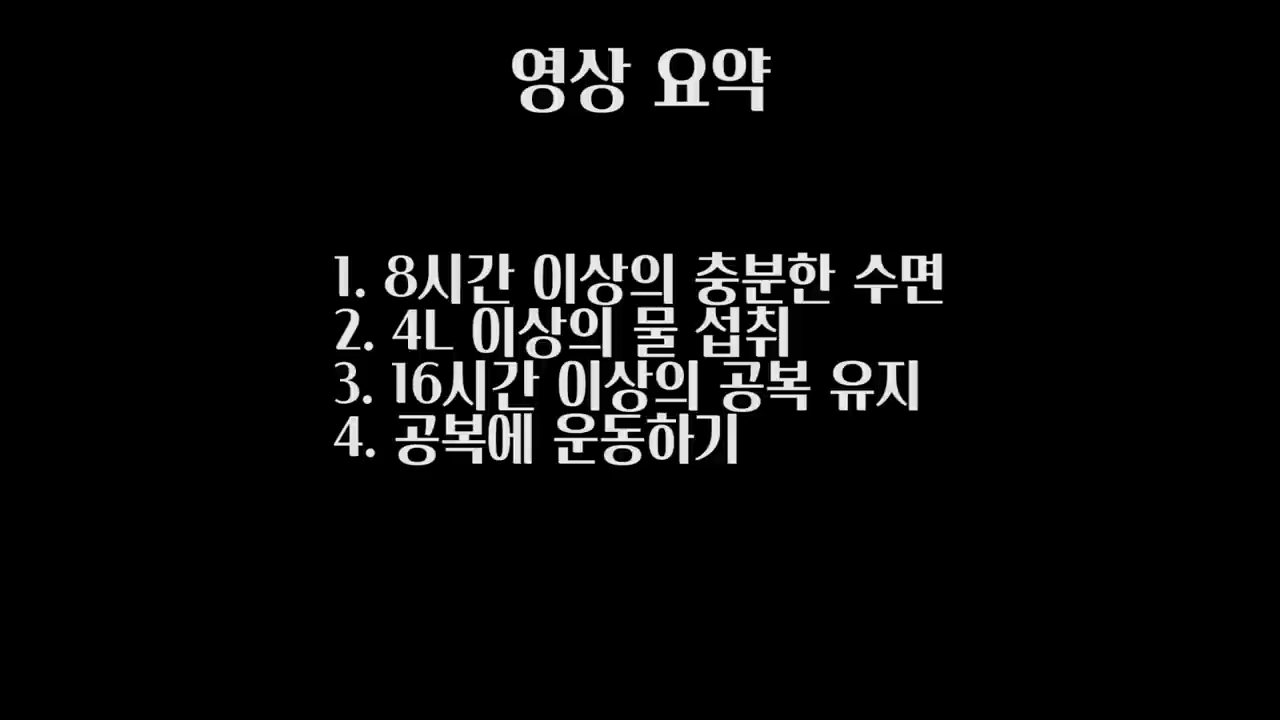 영상 요약
1. 8시간 이상의 충분한 수면
2. 4L 이상의 물 섭취
3. 16시간 이상의 공복 유지
4. 공복에 운동하기